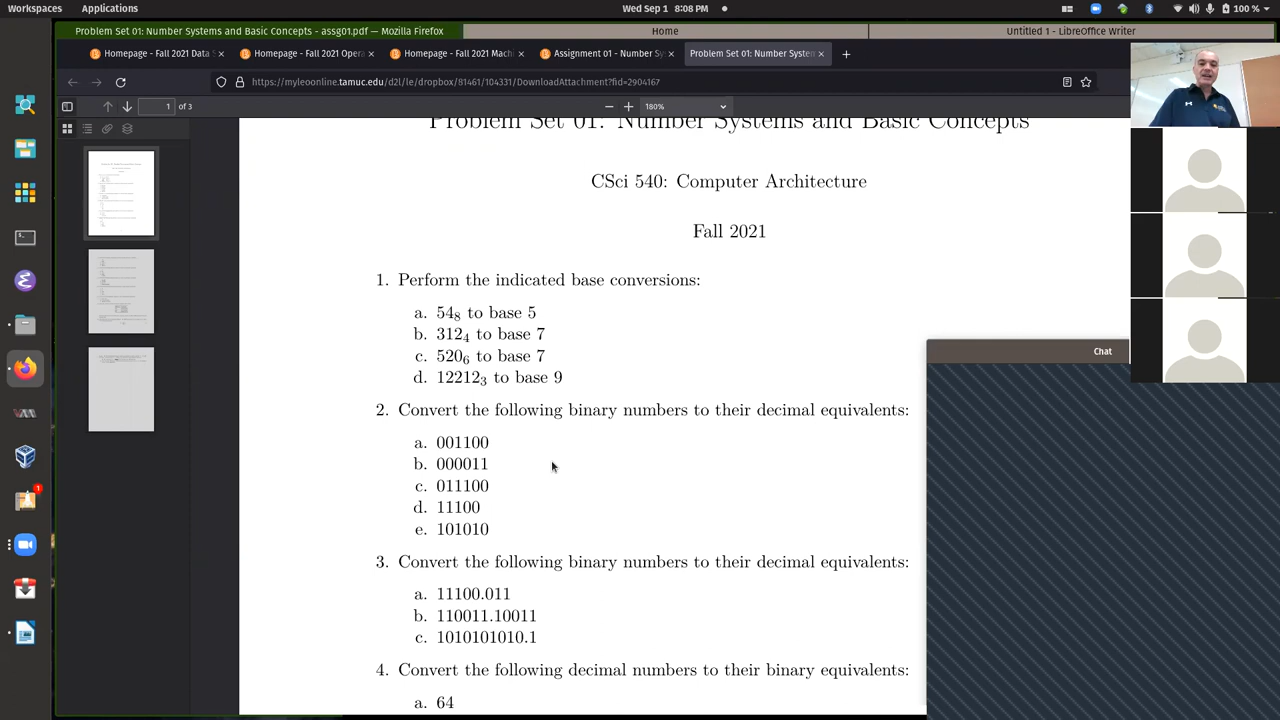 Workspaces Applications Wed Sep 1 8:08 PM 100 %
Problem Set 01: Number Systems and Basic Concepts - assg01.pdf — Mozilla Firefox Home Untitled 1 - LibreOffice Writer
Homepage - Fall 2021 Data S Homepage - Fall 2021 Opera Homepage - Fall 2021 Machi Assignment 01 - Number Sy Problem Set 01: Number System
https://myleoonline.tamuc.edu/d2l/le/dropbox/81461/104331/DownloadAttachment?fid=2904167
1 of 3 180%
Problem Set 01: Number Systems and Basic Concepts
CSci 540: Computer Architecture
Fall 2021
1. Perform the indicated base conversions:
a. 54₈ to base 5
b. 312₄ to base 7
c. 520₆ to base 7
d. 12212₃ to base 9
2. Convert the following binary numbers to their decimal equivalents:
a. 001100
b. 000011
c. 011100
d. 11100
e. 101010
3. Convert the following binary numbers to their decimal equivalents:
a. 11100.011
b. 110011.10011
c. 1010101010.1
4. Convert the following decimal numbers to their binary equivalents:
a. 64
Chat
1